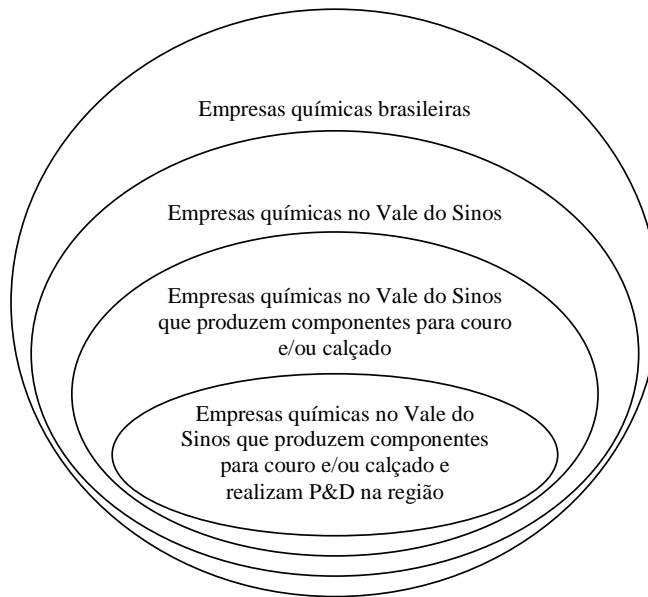 Empresas químicas brasileiras
Empresas químicas no Vale do Sinos
Empresas químicas no Vale do Sinos
que produzem componentes para couro
e/ou calçado
Empresas químicas no Vale do
Sinos que produzem componentes
para couro e/ou calçado e
realizam P&D na região